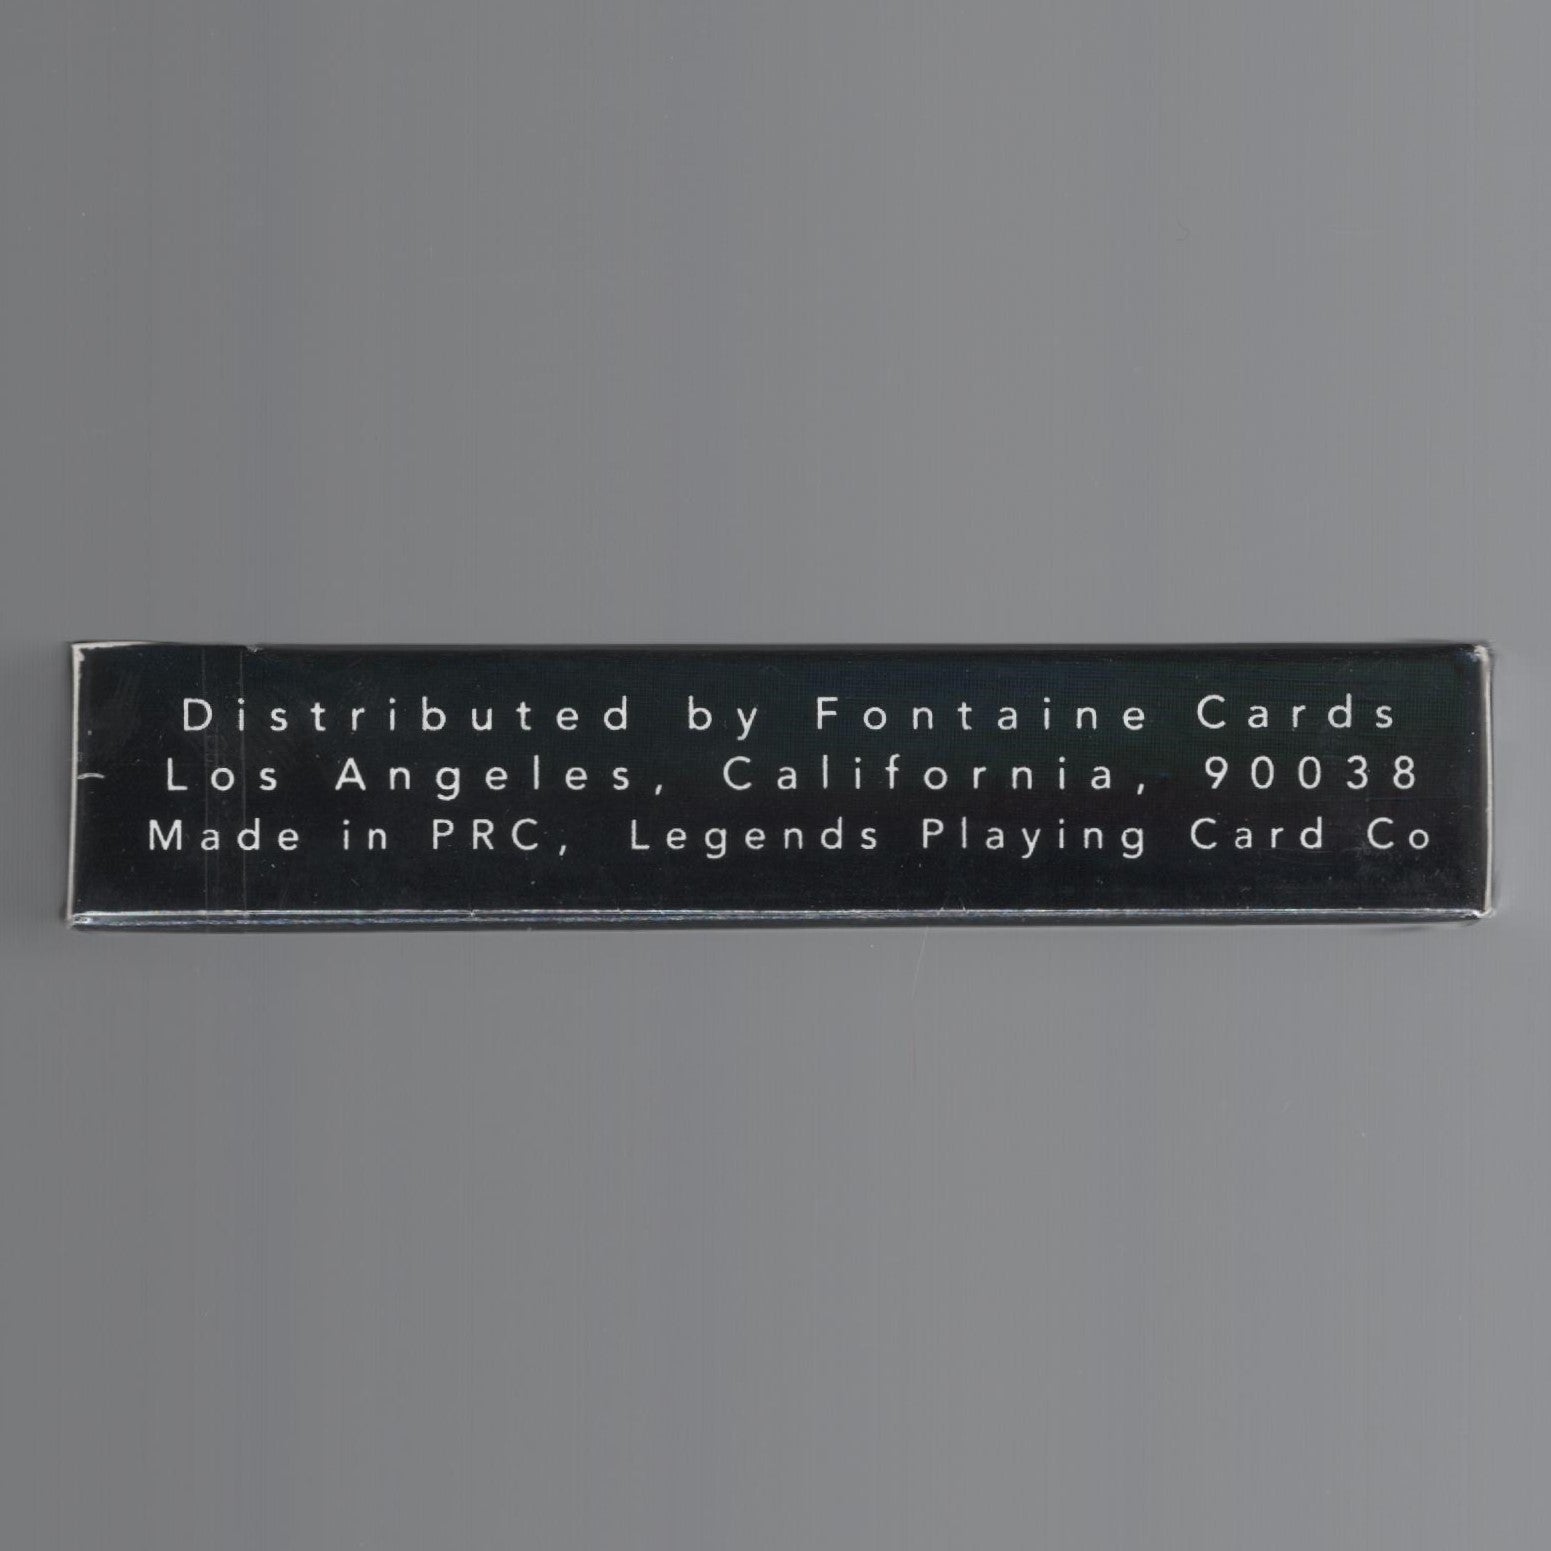 Distributed by Fontaine Cards
Los Angeles, California, 90038
Made in PRC, Legends Playing Card Co